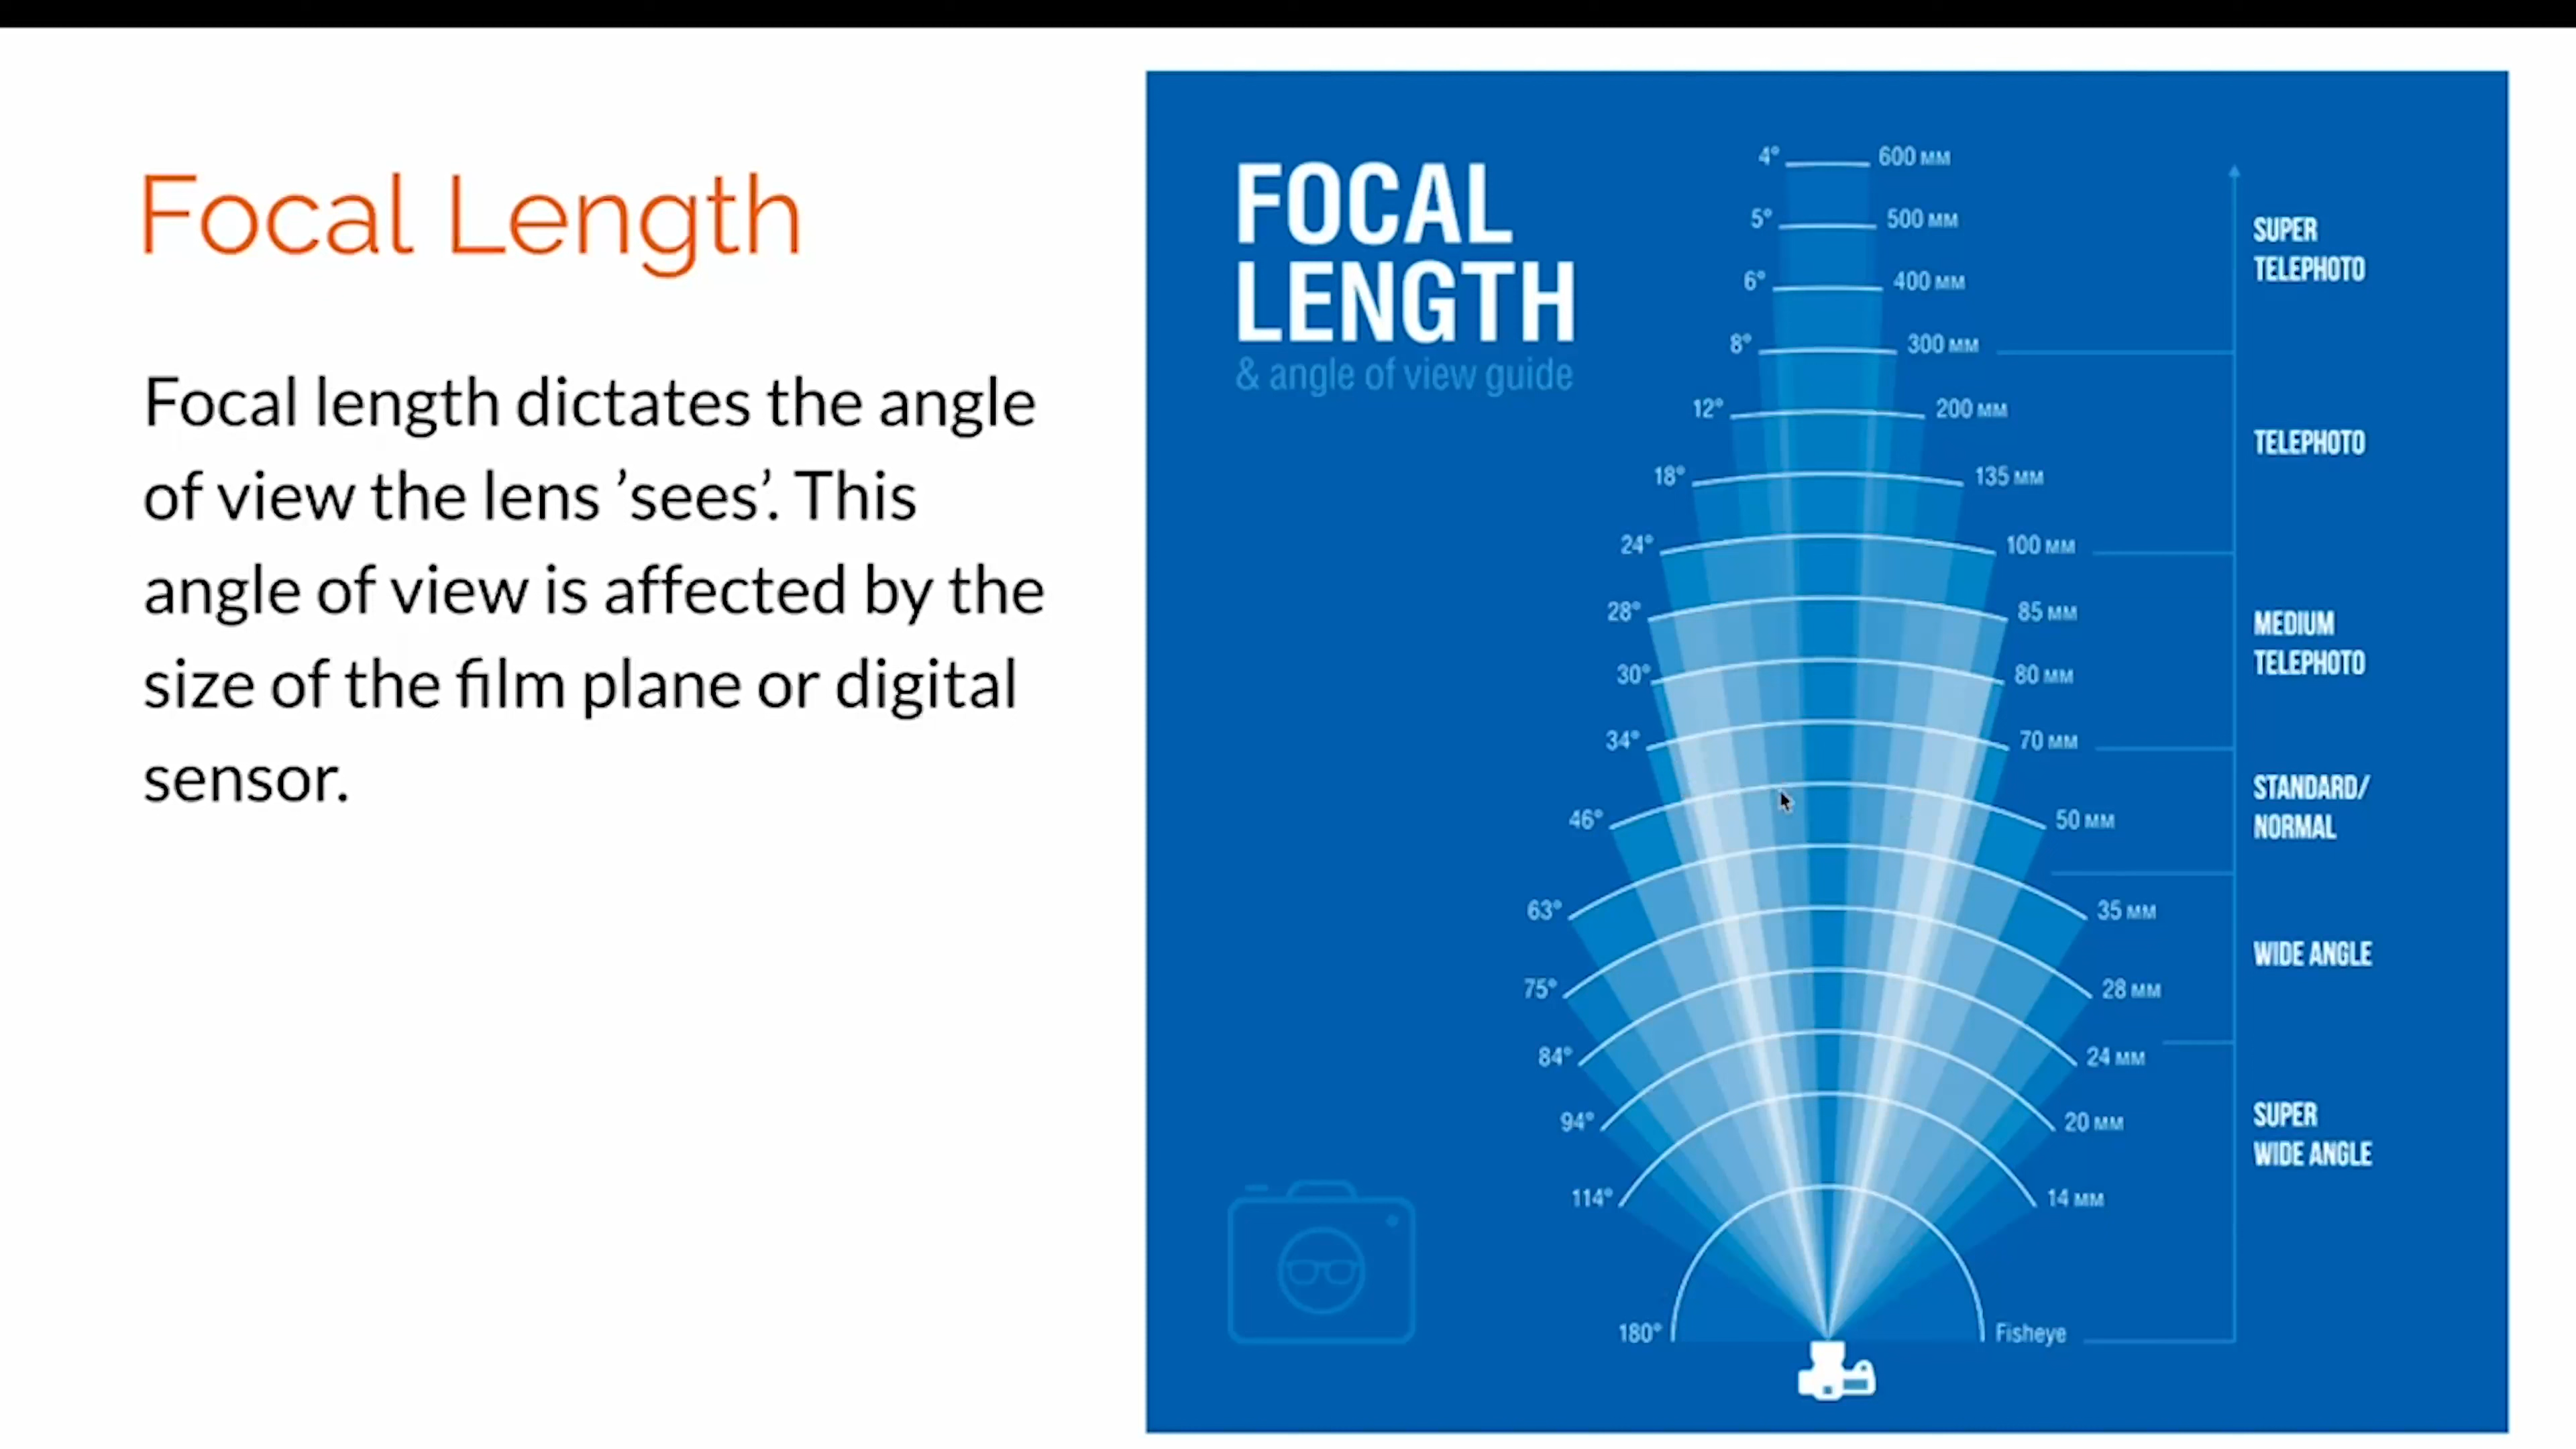 Focal Length
Focal length dictates the angle
of view the lens ’sees’. This
angle of view is affected by the
size of the film plane or digital
sensor.
FOCAL
LENGTH
& angle of view guide
4° 600 MM
5° 500 MM
6° 400 MM
8° 300 MM
12° 200 MM
18° 135 MM
24° 100 MM
28° 85 MM
30° 80 MM
34° 70 MM
46° 50 MM
63° 35 MM
75° 28 MM
84° 24 MM
94° 20 MM
114° 14 MM
180° Fisheye
SUPER
TELEPHOTO
TELEPHOTO
MEDIUM
TELEPHOTO
STANDARD/
NORMAL
WIDE ANGLE
SUPER
WIDE ANGLE